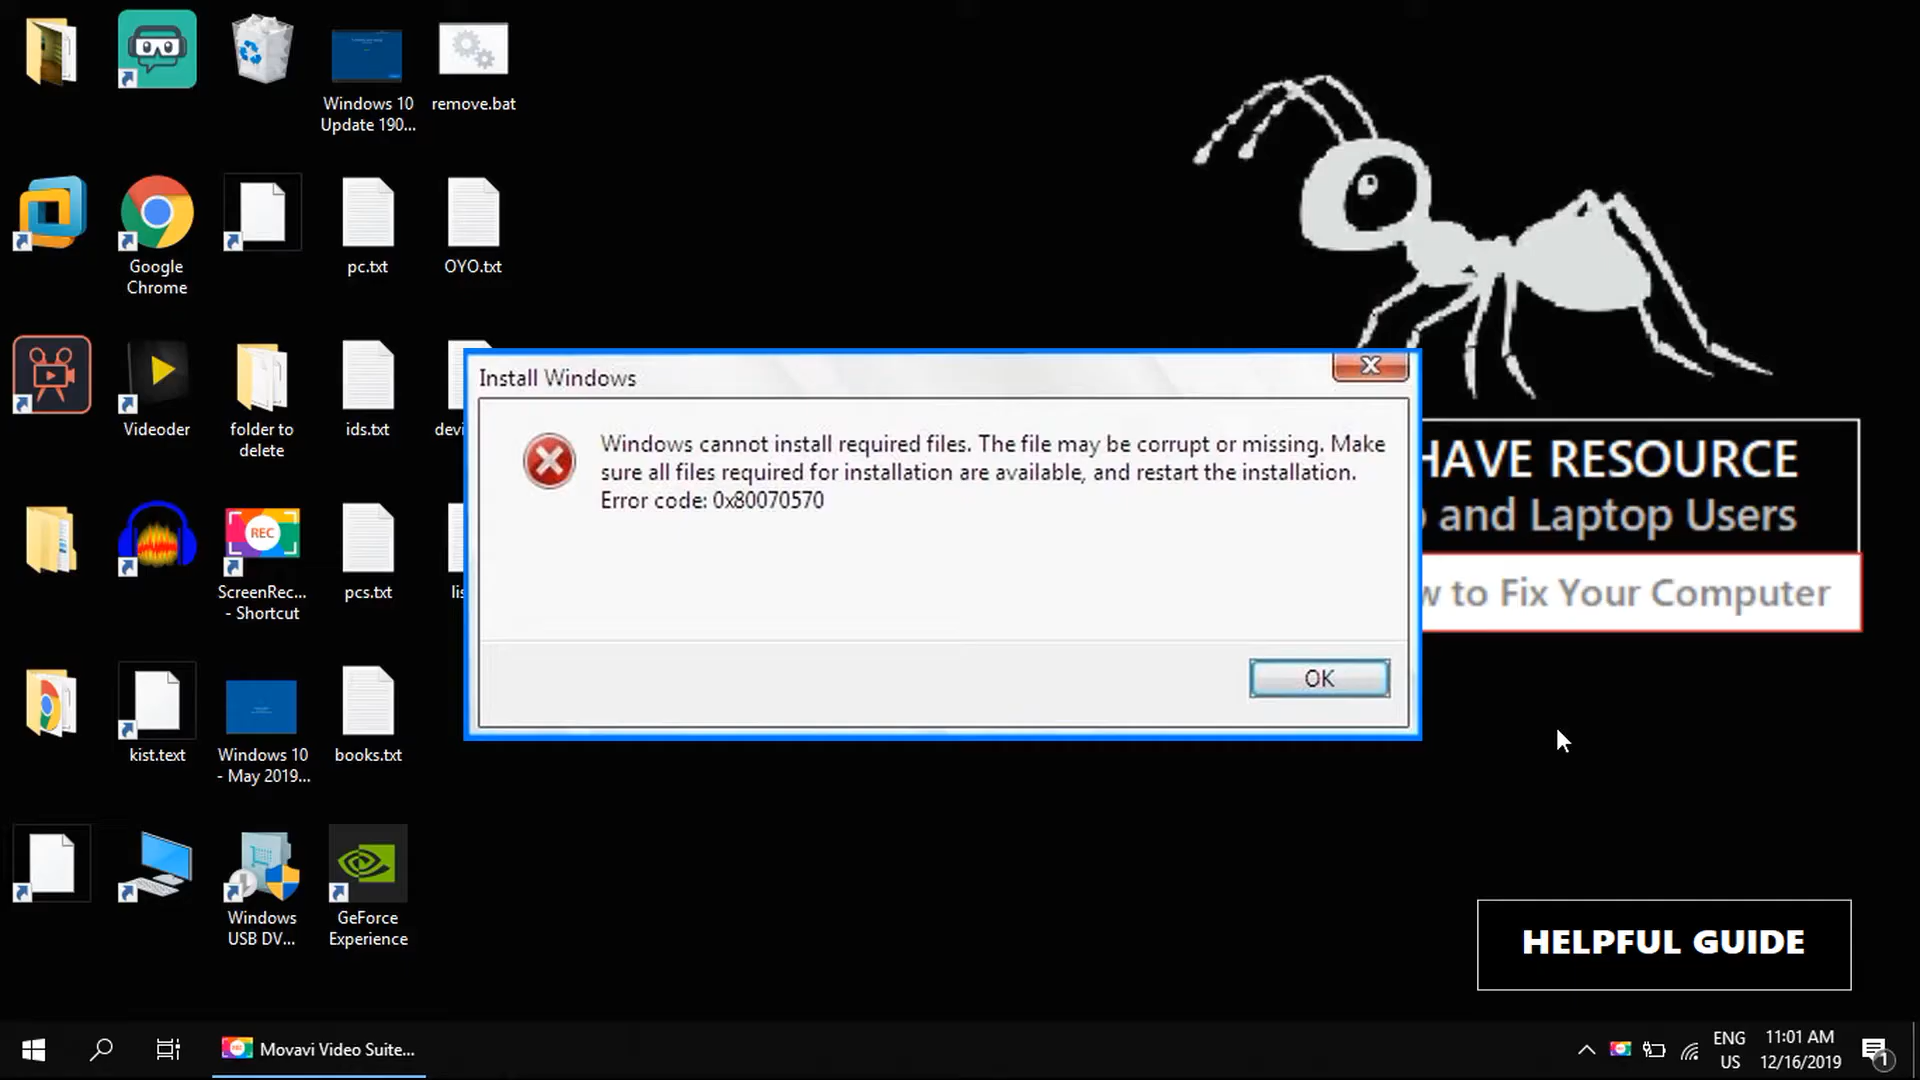 Windows 10
Update 190...
remove.bat
Google
Chrome
pc.txt
OYO.txt
Videoder
folder to
delete
ids.txt
devi
Install Windows
X
Windows cannot install required files. The file may be corrupt or missing. Make
sure all files required for installation are available, and restart the installation.
Error code: 0x80070570
OK
HAVE RESOURCE
and Laptop Users
w to Fix Your Computer
REC
ScreenRec...
- Shortcut
pcs.txt
lis
kist.text
Windows 10
- May 2019...
books.txt
Windows
USB DV...
GeForce
Experience
HELPFUL GUIDE
Movavi Video Suite...
ENG
US
11:01 AM
12/16/2019
1